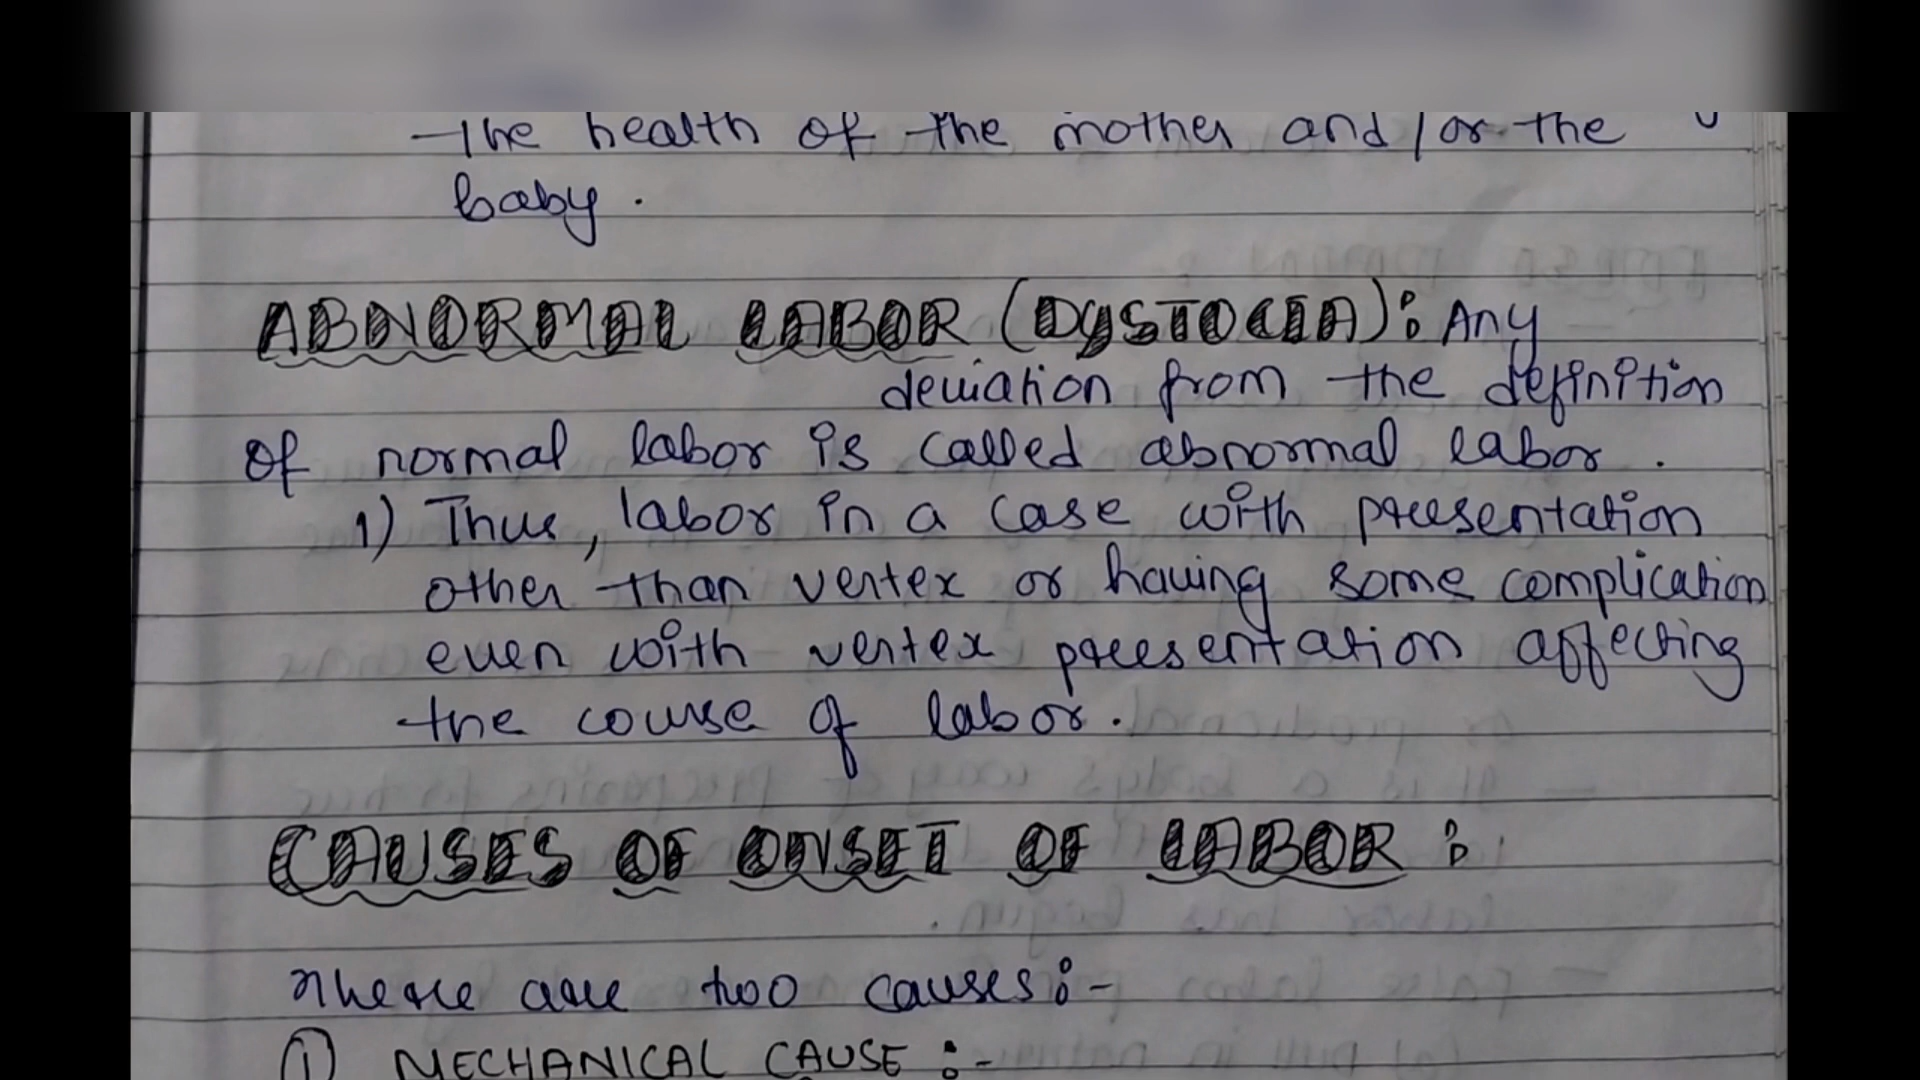 the health of the mother and/or the
baby.
ABNORMAL LABOR (DYSTOCIA): Any
deviation from the definition
of normal labor is called abnormal labor.
1) Thus, labor in a case with presentation
other than vertex or having some complication
even with vertex presentation affecting
the course of labor.
CAUSES OF ONSET OF LABOR:
There are two causes:-
① MECHANICAL CAUSE:-